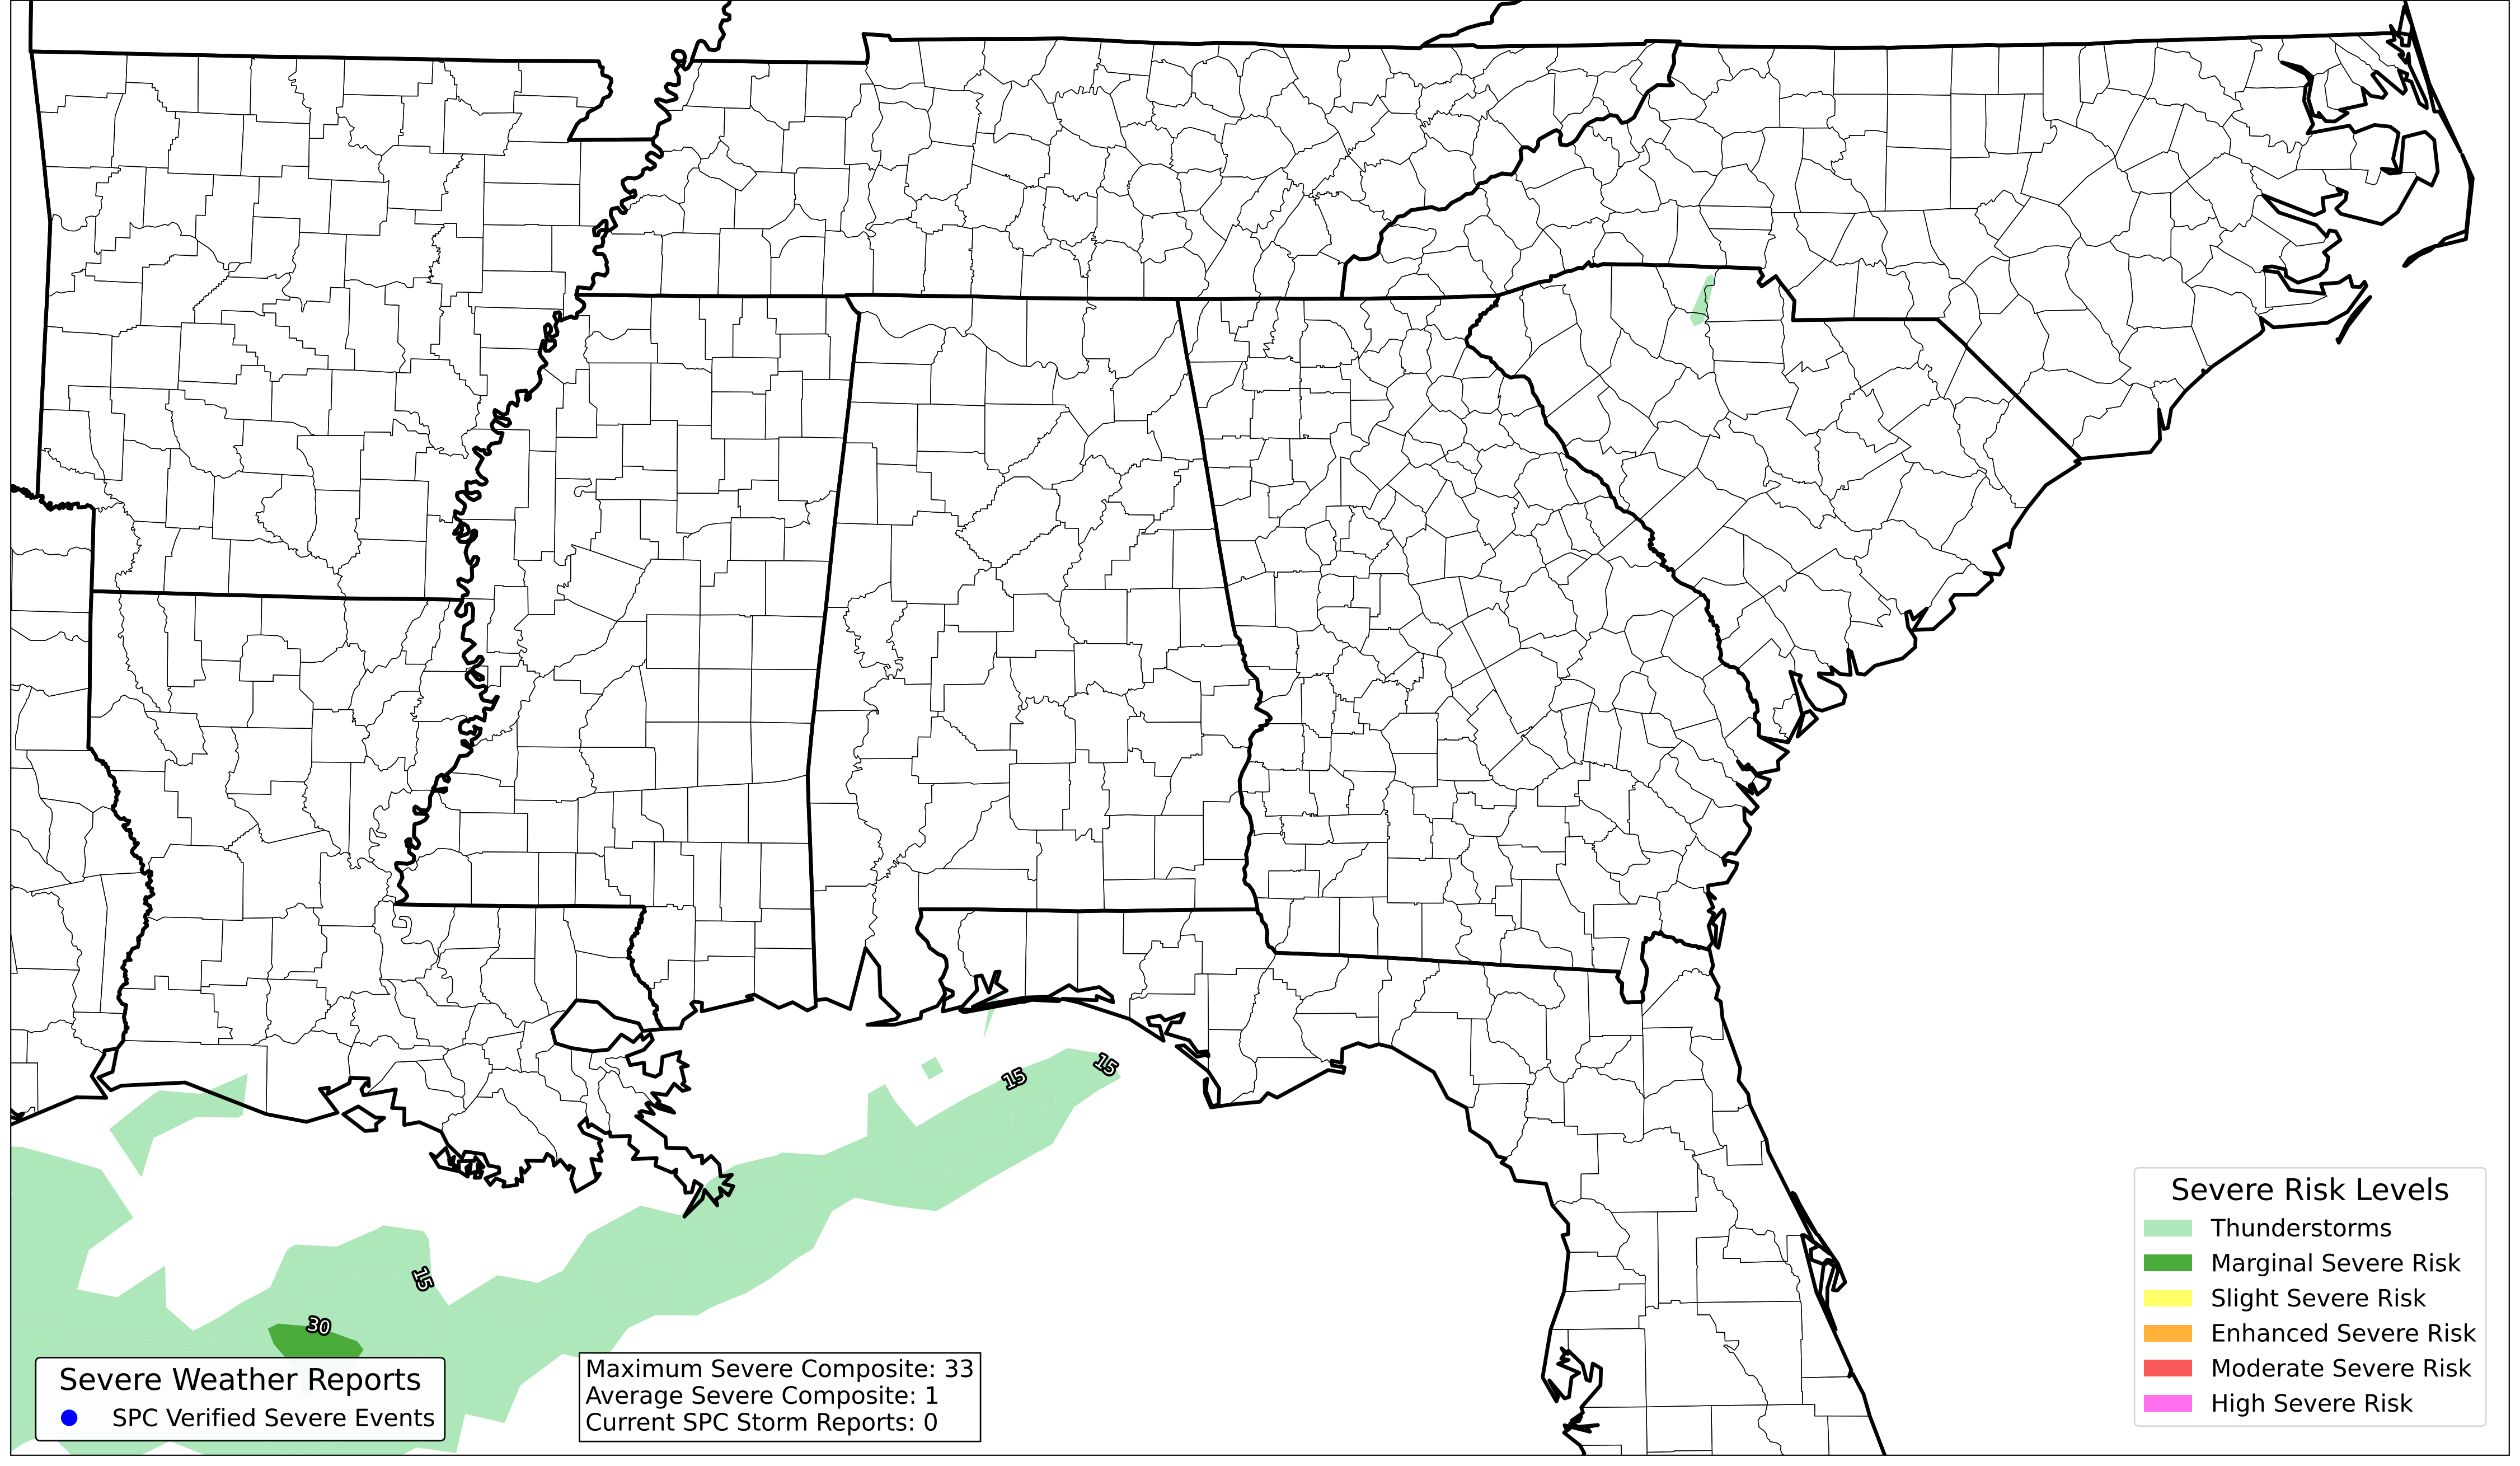 15
15
15
30
Severe Weather Reports
SPC Verified Severe Events
Maximum Severe Composite: 33
Average Severe Composite: 1
Current SPC Storm Reports: 0
Severe Risk Levels
Thunderstorms
Marginal Severe Risk
Slight Severe Risk
Enhanced Severe Risk
Moderate Severe Risk
High Severe Risk